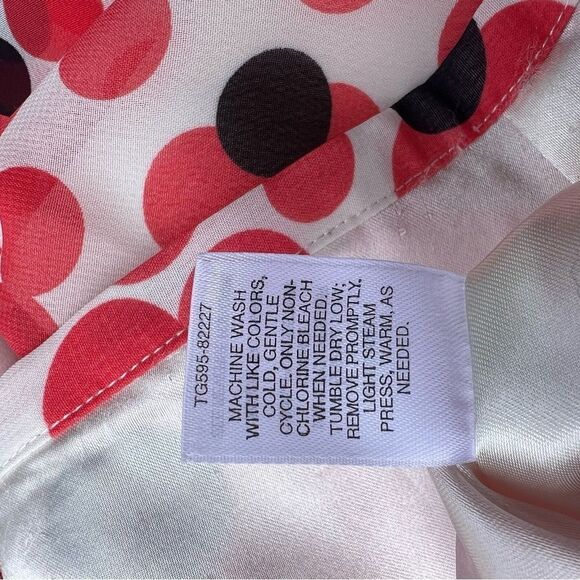 TG595-82227
MACHINE WASH
WITH LIKE COLORS,
COLD, GENTLE
CYCLE. ONLY NON-
CHLORINE BLEACH
WHEN NEEDED.
TUMBLE DRY LOW;
REMOVE PROMPTLY.
LIGHT STEAM
PRESS, WARM, AS
NEEDED.